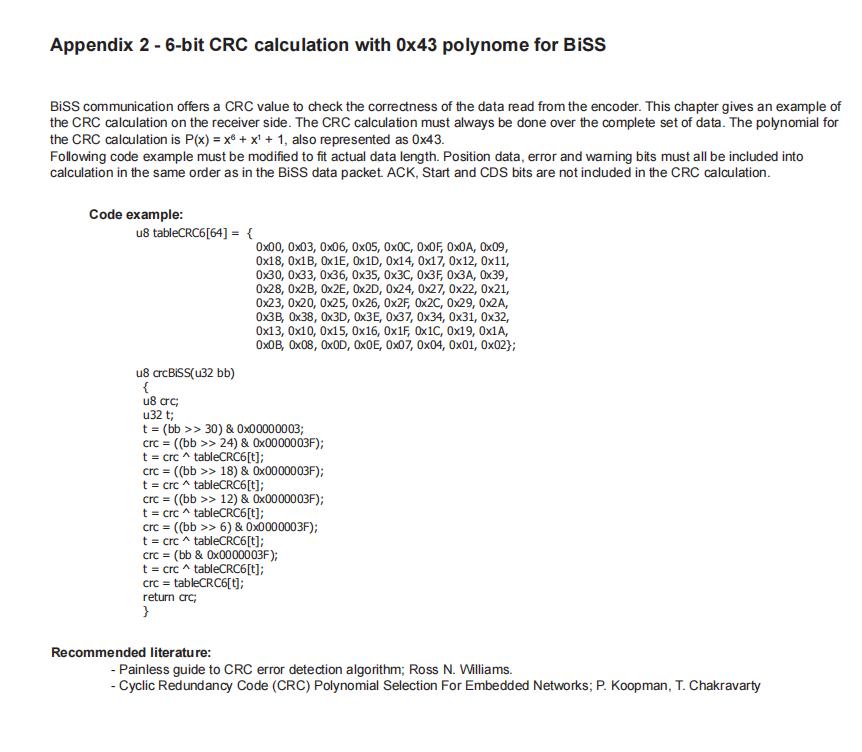 Appendix 2 - 6-bit CRC calculation with 0x43 polynome for BiSS
BiSS communication offers a CRC value to check the correctness of the data read from the encoder. This chapter gives an example of
the CRC calculation on the receiver side. The CRC calculation must always be done over the complete set of data. The polynomial for
the CRC calculation is P(x) = x⁶ + x¹ + 1, also represented as 0x43.
Following code example must be modified to fit actual data length. Position data, error and warning bits must all be included into
calculation in the same order as in the BiSS data packet. ACK, Start and CDS bits are not included in the CRC calculation.
Code example:
u8 tableCRC6[64] = {
0x00, 0x03, 0x06, 0x05, 0x0C, 0x0F, 0x0A, 0x09,
0x18, 0x1B, 0x1E, 0x1D, 0x14, 0x17, 0x12, 0x11,
0x30, 0x33, 0x36, 0x35, 0x3C, 0x3F, 0x3A, 0x39,
0x28, 0x2B, 0x2E, 0x2D, 0x24, 0x27, 0x22, 0x21,
0x23, 0x20, 0x25, 0x26, 0x2F, 0x2C, 0x29, 0x2A,
0x3B, 0x38, 0x3D, 0x3E, 0x37, 0x34, 0x31, 0x32,
0x13, 0x10, 0x15, 0x16, 0x1F, 0x1C, 0x19, 0x1A,
0x0B, 0x08, 0x0D, 0x0E, 0x07, 0x04, 0x01, 0x02};
u8 crcBiSS(u32 bb)
{
u8 crc;
u32 t;
t = (bb >> 30) & 0x00000003;
crc = ((bb >> 24) & 0x0000003F);
t = crc ^ tableCRC6[t];
crc = ((bb >> 18) & 0x0000003F);
t = crc ^ tableCRC6[t];
crc = ((bb >> 12) & 0x0000003F);
t = crc ^ tableCRC6[t];
crc = ((bb >> 6) & 0x0000003F);
t = crc ^ tableCRC6[t];
crc = (bb & 0x0000003F);
t = crc ^ tableCRC6[t];
crc = tableCRC6[t];
return crc;
}
Recommended literature:
- Painless guide to CRC error detection algorithm; Ross N. Williams.
- Cyclic Redundancy Code (CRC) Polynomial Selection For Embedded Networks; P. Koopman, T. Chakravarty